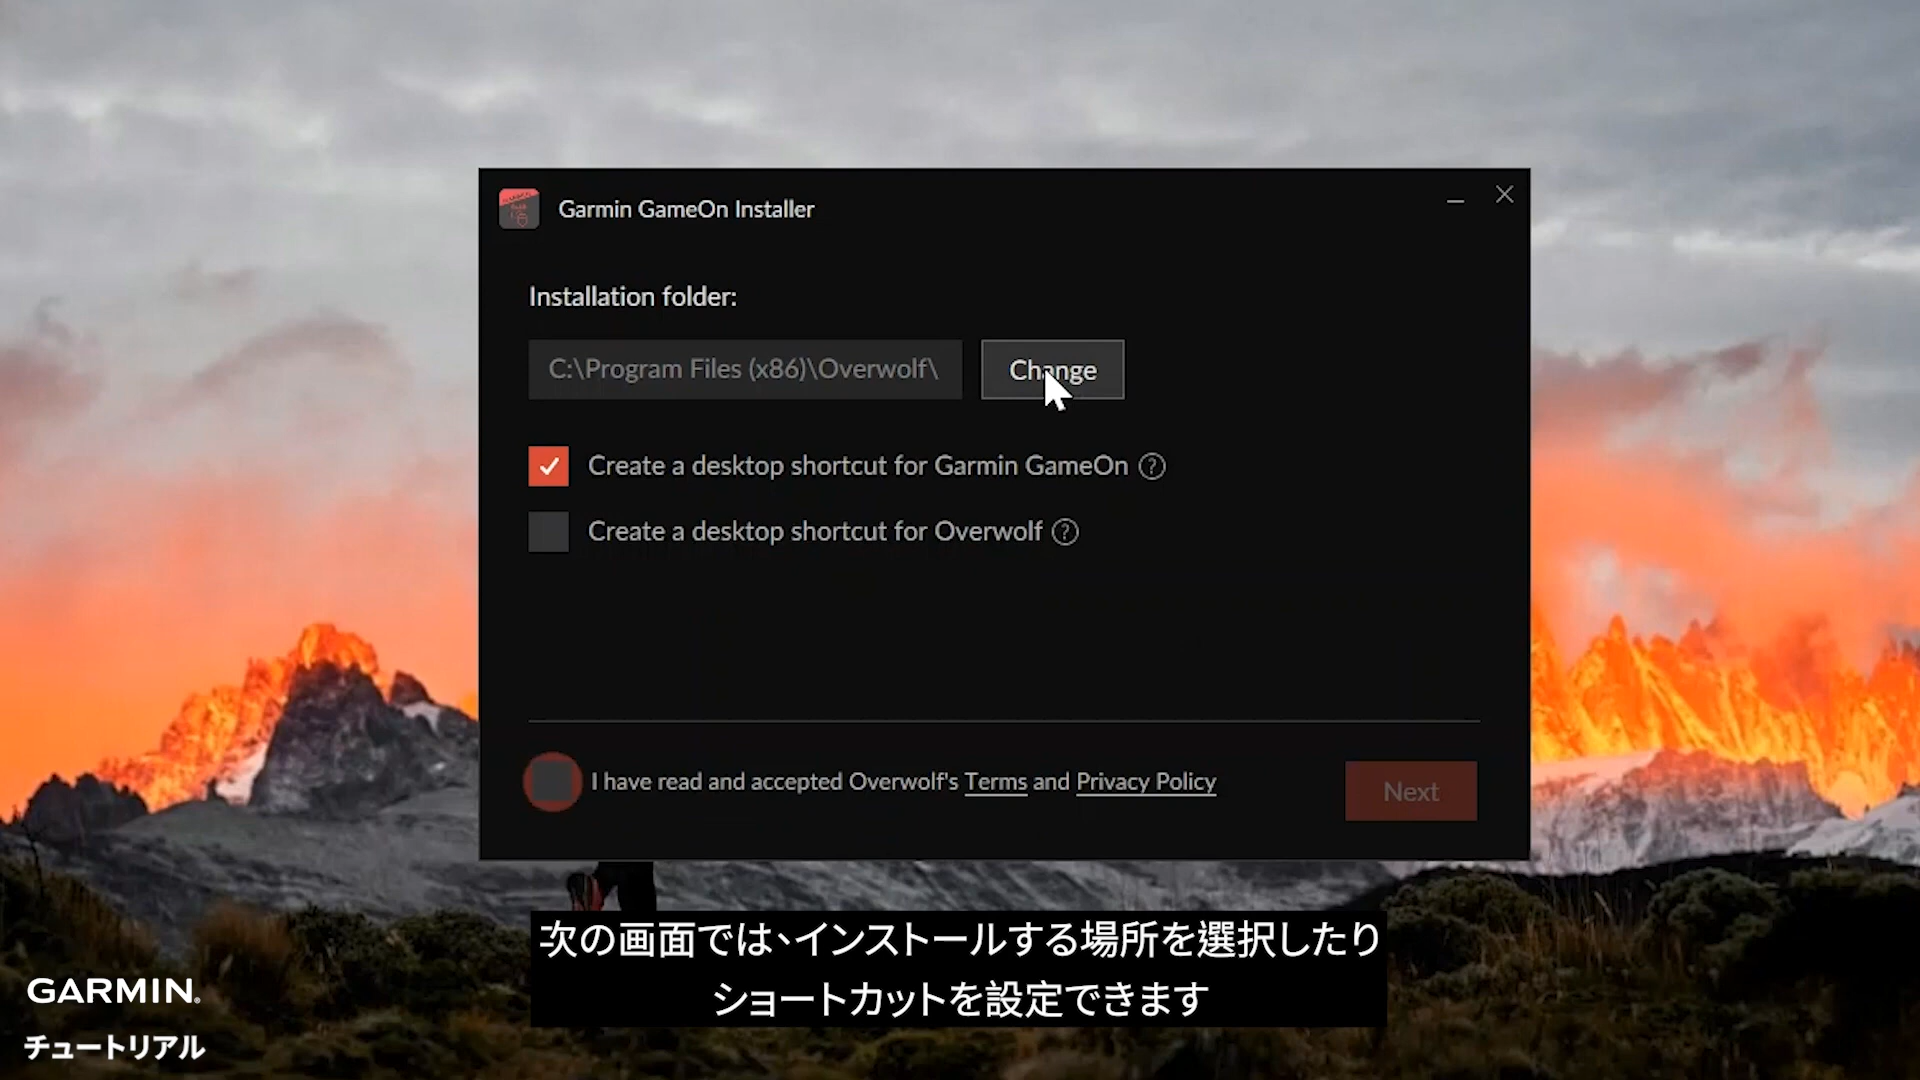 Garmin GameOn Installer
Installation folder:
C:\Program Files (x86)\Overwolf\
Change
Create a desktop shortcut for Garmin GameOn ?
Create a desktop shortcut for Overwolf ?
I have read and accepted Overwolf's Terms and Privacy Policy
Next
次の画面では、インストールする場所を選択したり
ショートカットを設定できます
GARMIN.
チュートリアル